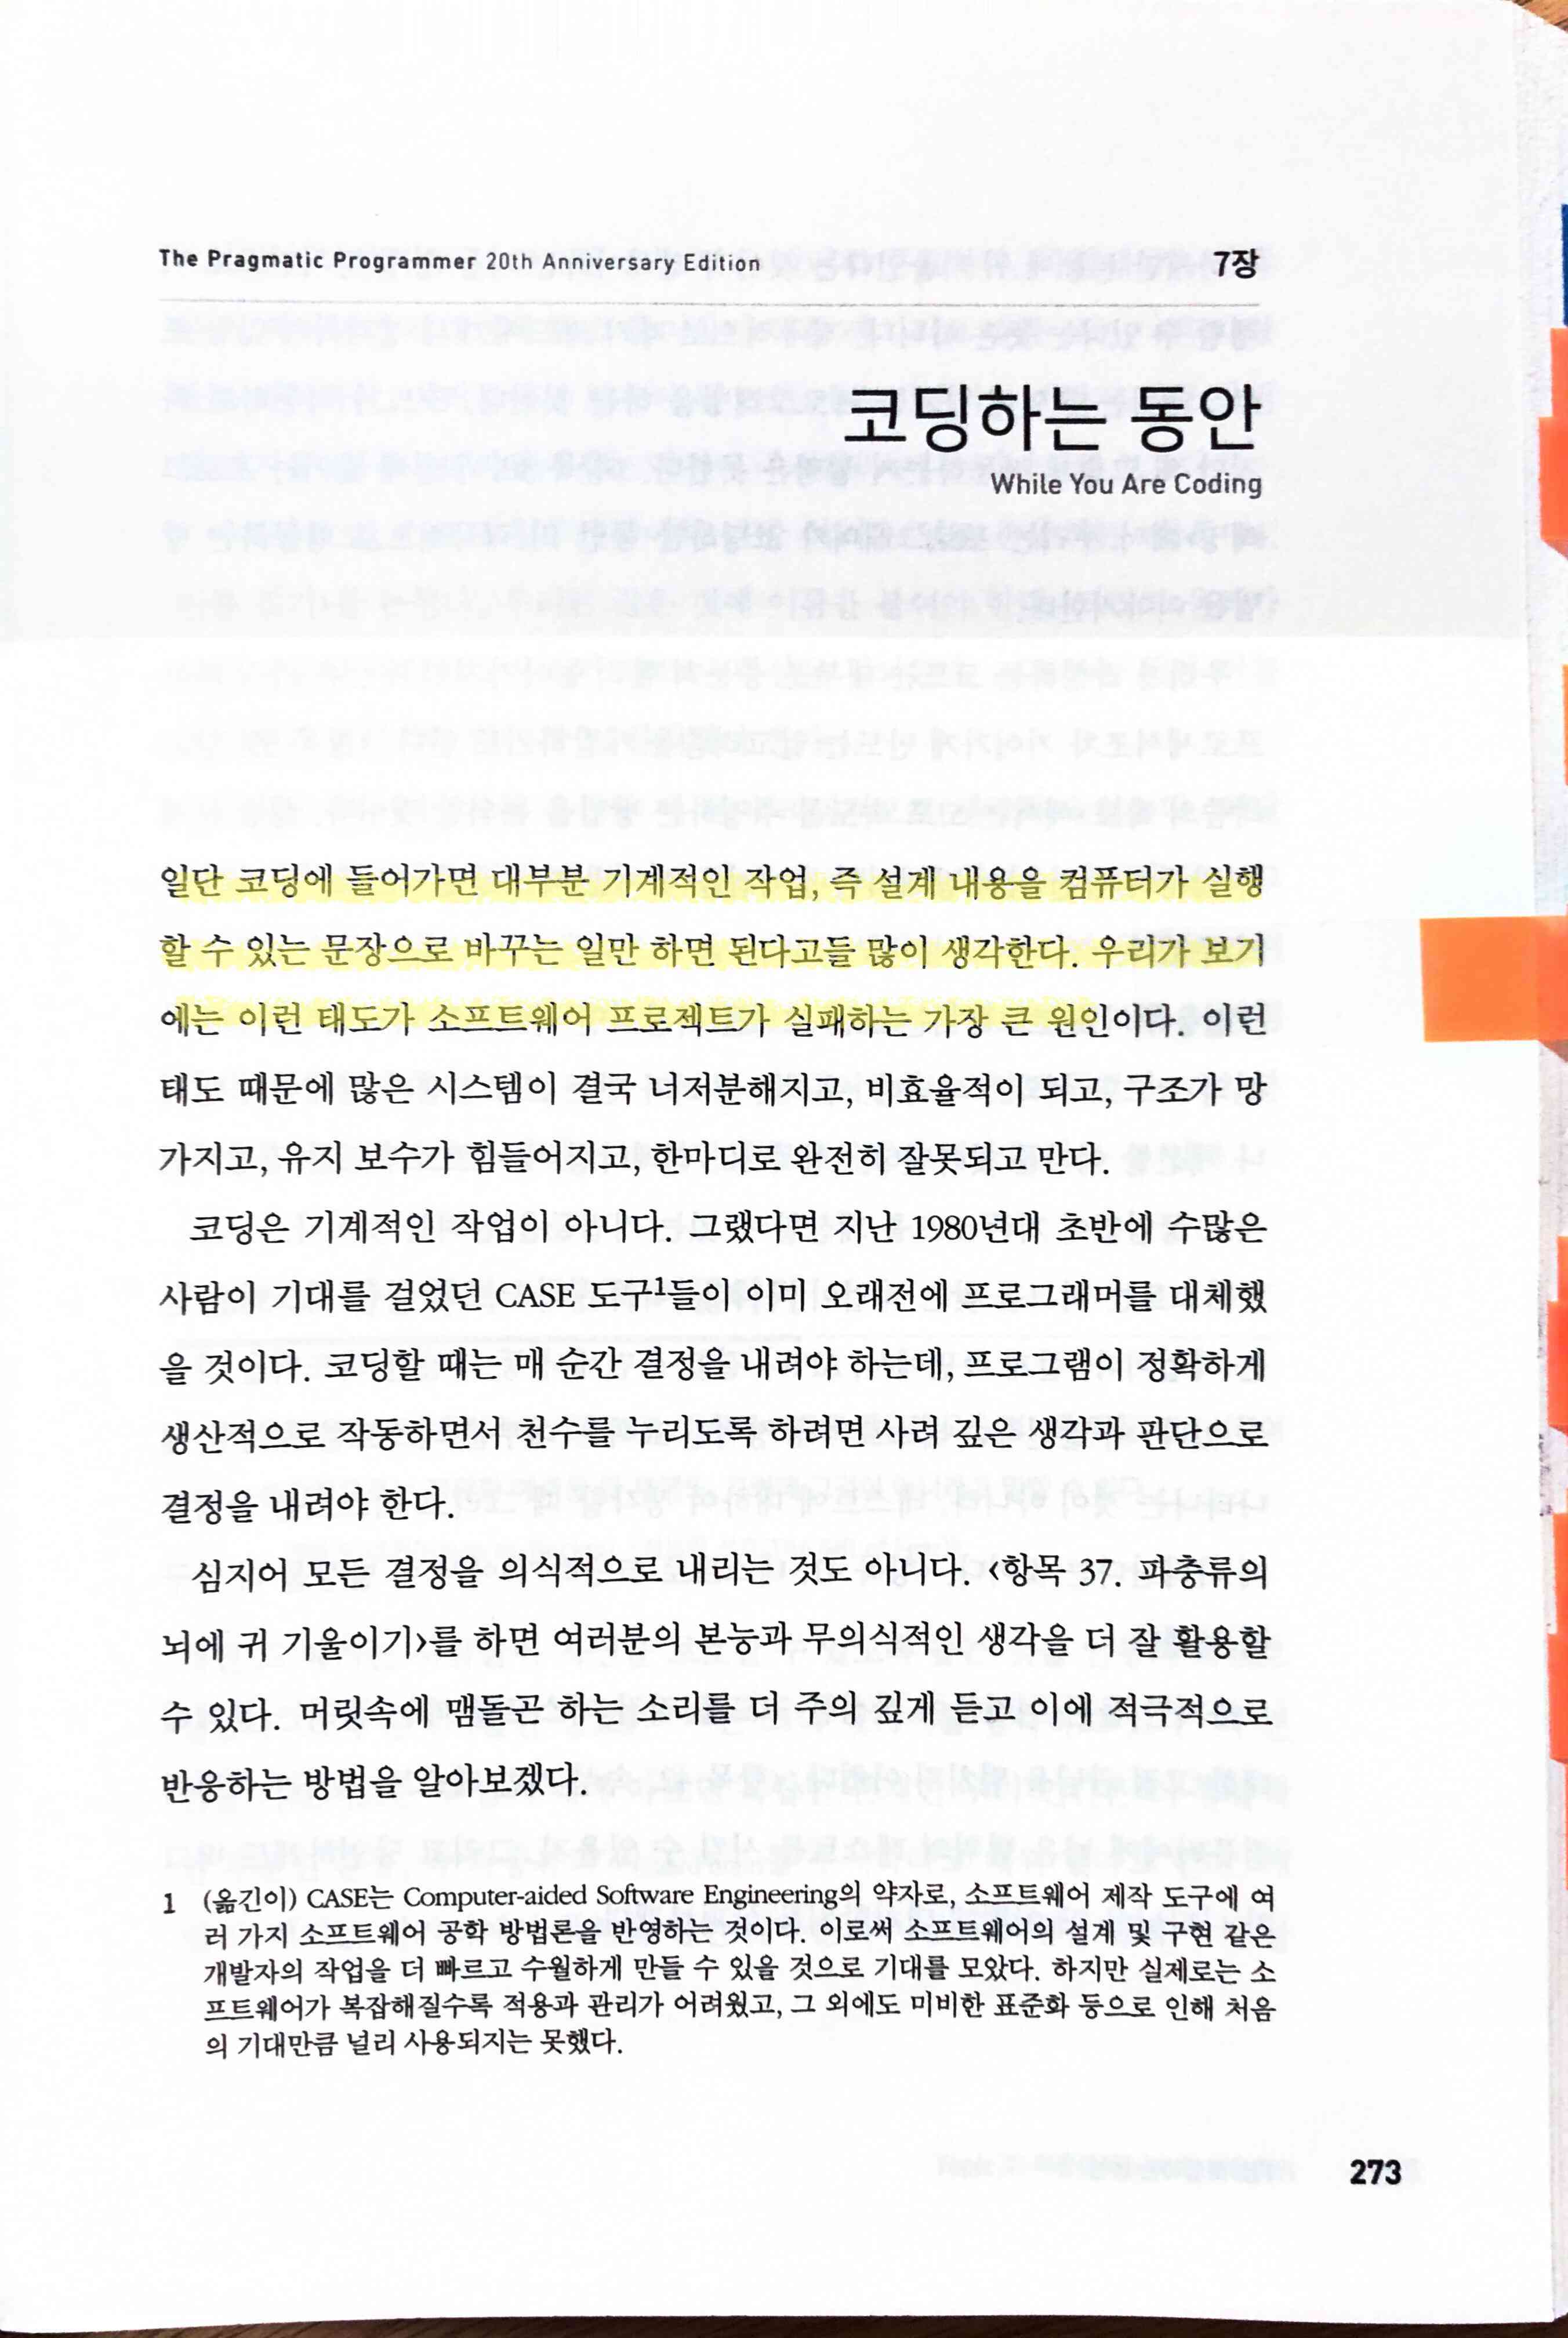 The Pragmatic Programmer 20th Anniversary Edition 7장
코딩하는 동안
While You Are Coding
일단 코딩에 들어가면 대부분 기계적인 작업, 즉 설계 내용을 컴퓨터가 실행
할 수 있는 문장으로 바꾸는 일만 하면 된다고들 많이 생각한다. 우리가 보기
에는 이런 태도가 소프트웨어 프로젝트가 실패하는 가장 큰 원인이다. 이런
태도 때문에 많은 시스템이 결국 너저분해지고, 비효율적이 되고, 구조가 망
가지고, 유지 보수가 힘들어지고, 한마디로 완전히 잘못되고 만다.
코딩은 기계적인 작업이 아니다. 그랬다면 지난 1980년대 초반에 수많은
사람이 기대를 걸었던 CASE 도구1들이 이미 오래전에 프로그래머를 대체했
을 것이다. 코딩할 때는 매 순간 결정을 내려야 하는데, 프로그램이 정확하게
생산적으로 작동하면서 천수를 누리도록 하려면 사려 깊은 생각과 판단으로
결정을 내려야 한다.
심지어 모든 결정을 의식적으로 내리는 것도 아니다. <항목 37. 파충류의
뇌에 귀 기울이기>를 하면 여러분의 본능과 무의식적인 생각을 더 잘 활용할
수 있다. 머릿속에 맴돌곤 하는 소리를 더 주의 깊게 듣고 이에 적극적으로
반응하는 방법을 알아보겠다.
1 (옮긴이) CASE는 Computer-aided Software Engineering의 약자로, 소프트웨어 제작 도구에 여
러 가지 소프트웨어 공학 방법론을 반영하는 것이다. 이로써 소프트웨어의 설계 및 구현 같은
개발자의 작업을 더 빠르고 수월하게 만들 수 있을 것으로 기대를 모았다. 하지만 실제로는 소
프트웨어가 복잡해질수록 적용과 관리가 어려웠고, 그 외에도 미비한 표준화 등으로 인해 처음
의 기대만큼 널리 사용되지는 못했다.
273